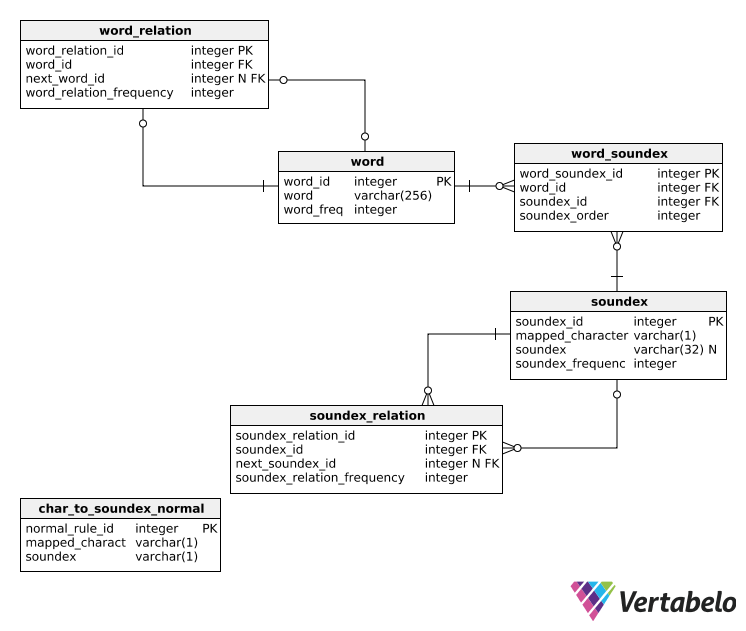 word_relation
word_relation_id integer PK
word_id integer FK
next_word_id integer N FK
word_relation_frequency integer
word
word_id integer PK
word varchar(256)
word_freq integer
word_soundex
word_soundex_id integer PK
word_id integer FK
soundex_id integer FK
soundex_order integer
soundex
soundex_id integer PK
mapped_character varchar(1)
soundex varchar(32) N
soundex_frequenc integer
soundex_relation
soundex_relation_id integer PK
soundex_id integer FK
next_soundex_id integer N FK
soundex_relation_frequency integer
char_to_soundex_normal
normal_rule_id integer PK
mapped_charact varchar(1)
soundex varchar(1)
Vertabelo